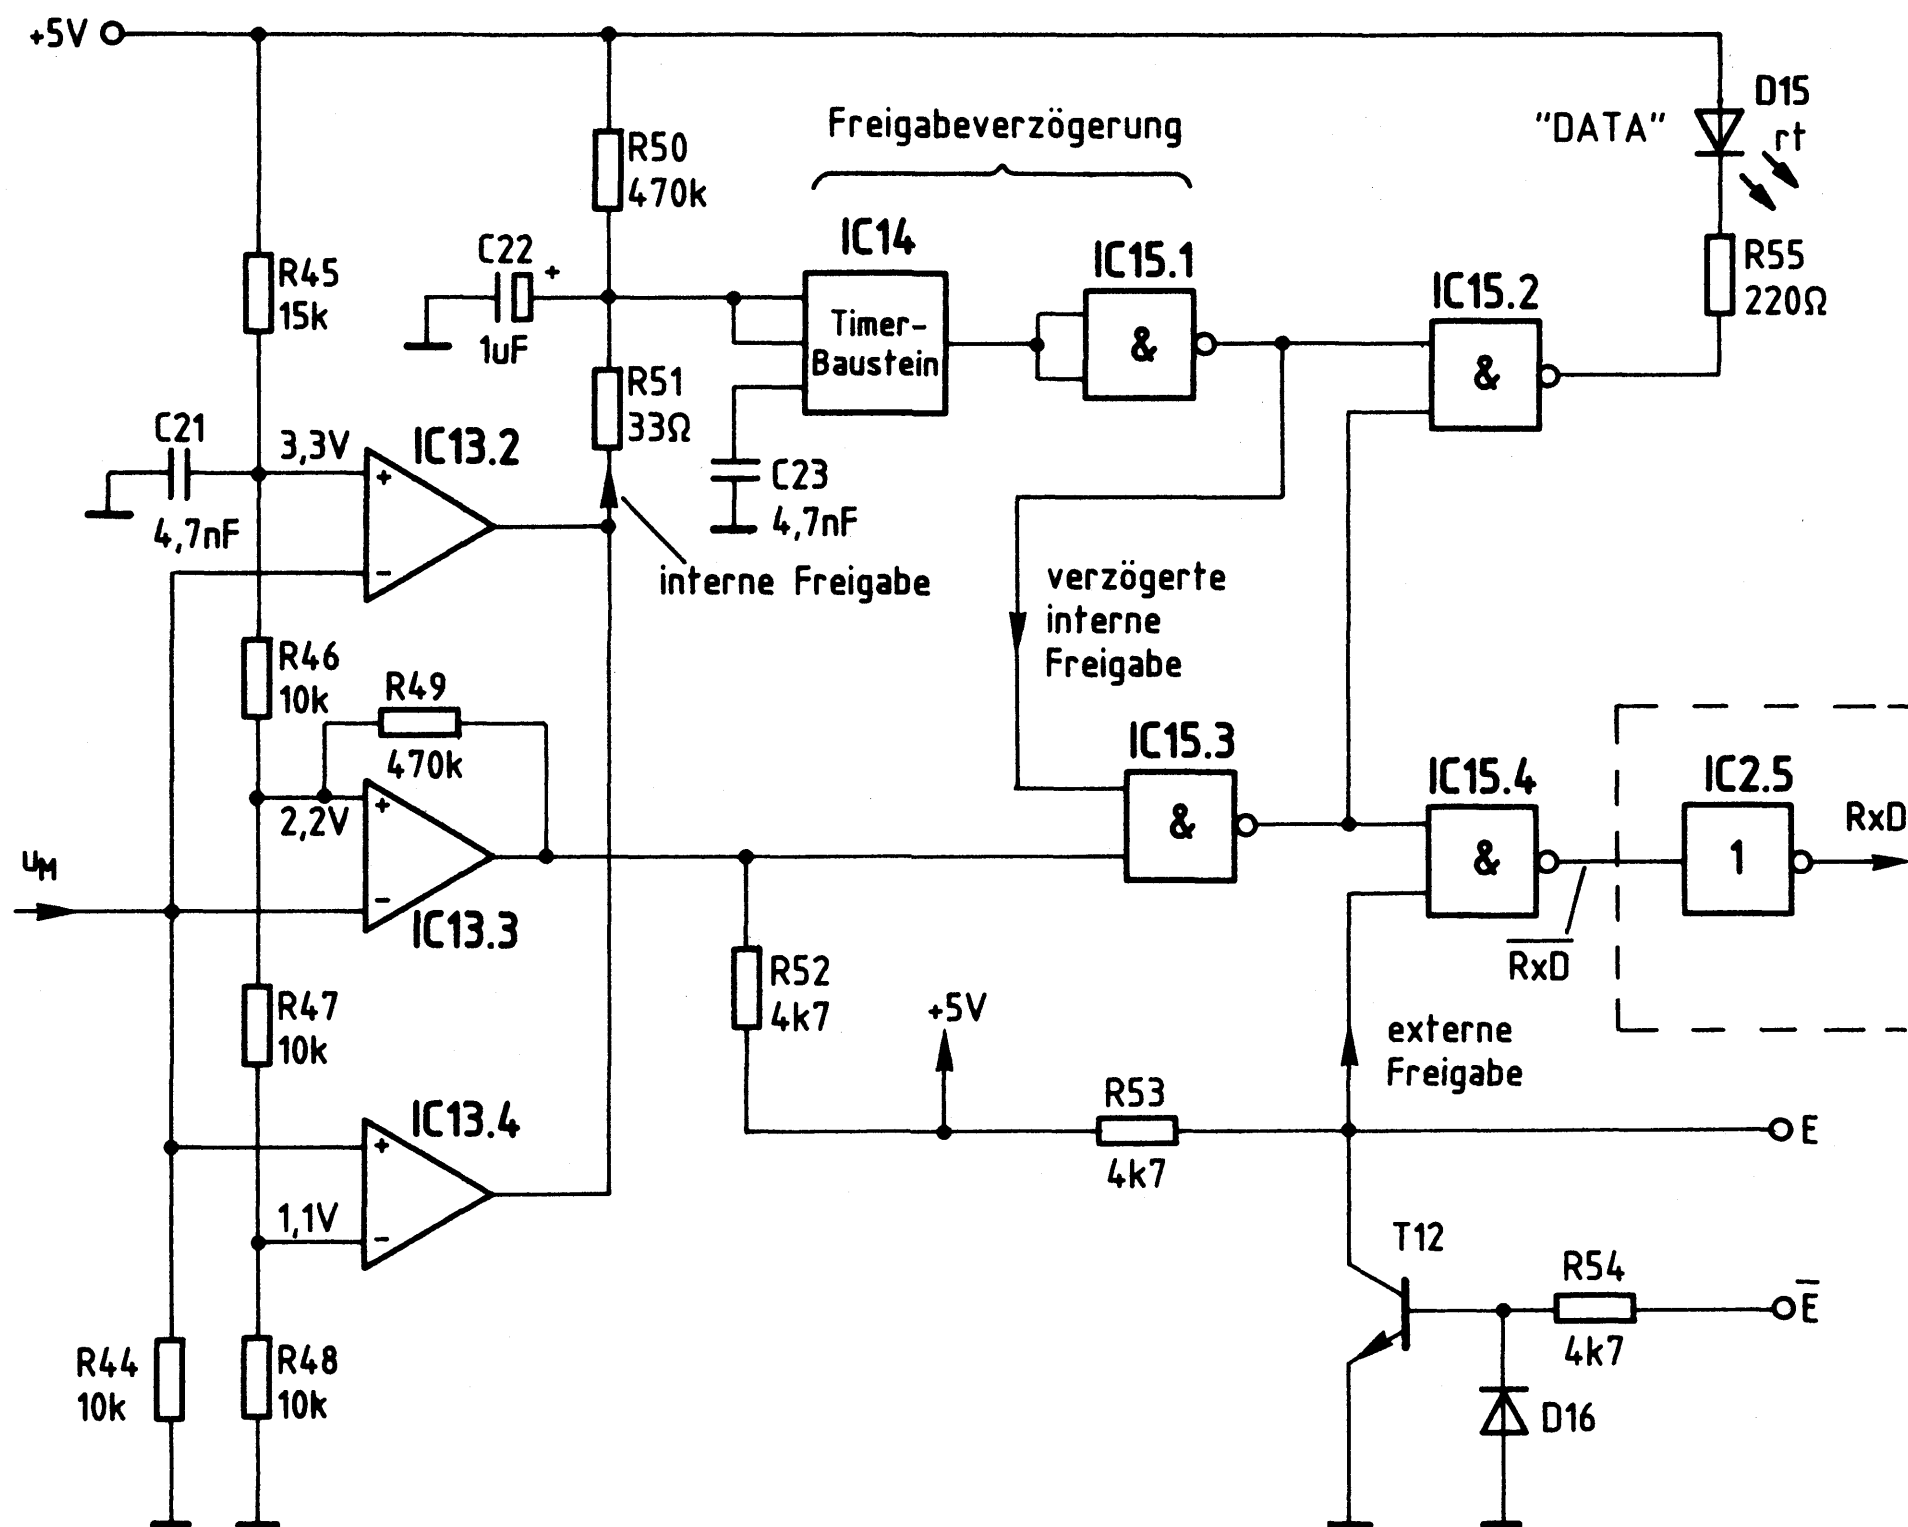 +5V
D15
"DATA"
rt
Freigabeverzögerung
R50
470k
IC14
IC15.1
C22
+
R45
15k
R55
220Ω
IC15.2
1uF
Timer-
Baustein
&
&
R51
33Ω
C21
3,3V
IC13.2
+
C23
4,7nF
4,7nF
-
interne Freigabe
verzögerte
interne
Freigabe
R46
10k
R49
470k
IC15.3
IC15.4
IC2.5
+
2,2V
&
&
1
RxD
uM
-
IC13.3
RxD
R52
4k7
+5V
R47
10k
externe
Freigabe
R53
4k7
IC13.4
E
+
1,1V
-
T12
R54
4k7
E
R44
10k
R48
10k
D16